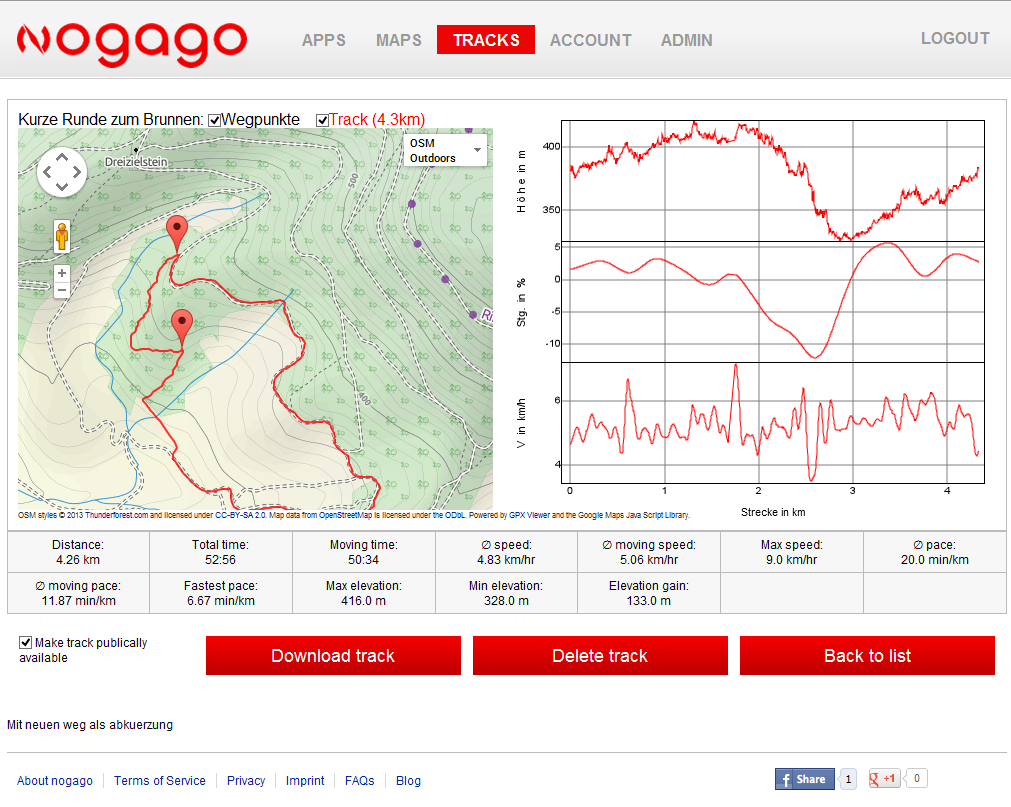 nogago
APPS MAPS TRACKS ACCOUNT ADMIN LOGOUT
Kurze Runde zum Brunnen: Wegpunkte Track (4.3km)
OSM
Outdoors
Dreizielstein
500
400
+
−
Höhe in m
400
350
Stg. in %
5
0
-5
-10
V in km/h
6
4
0 1 2 3 4
Strecke in km
OSM styles © 2013 Thunderforest.com and licensed under CC-BY-SA 2.0. Map data from OpenStreetMap is licensed under the ODbL. Powered by GPX Viewer and the Google Maps Java Script Library.
Distance: Total time: Moving time: ∅ speed: ∅ moving speed: Max speed: ∅ pace:
4.26 km 52:56 50:34 4.83 km/hr 5.06 km/hr 9.0 km/hr 20.0 min/km
∅ moving pace: Fastest pace: Max elevation: Min elevation: Elevation gain:
11.87 min/km 6.67 min/km 416.0 m 328.0 m 133.0 m
Make track publically
available
Download track Delete track Back to list
Mit neuen weg als abkuerzung
About nogago Terms of Service Privacy Imprint FAQs Blog f Share 1 g +1 0